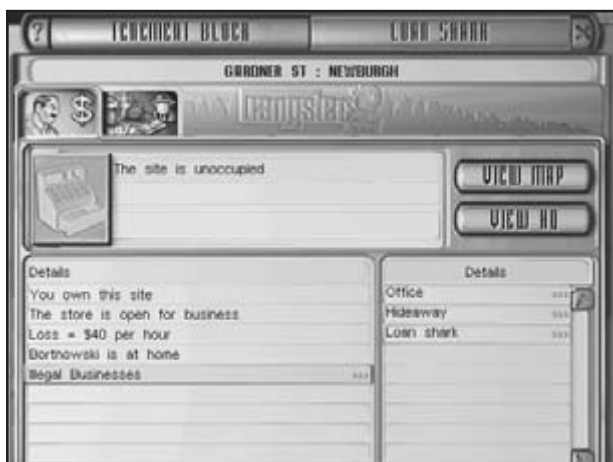 ?
TENEMENT BLOCK
LOAN SHARK
X
GARDNER ST : NEWBURGH
$
Gangsters 2
The site is unoccupied
VIEW MAP
VIEW HQ
Details
You own this site
The store is open for business
Loss = $40 per hour
Bortnowski is at home
Illegal Businesses >>>
Details
Office >>>
Hideaway >>>
Loan shark >>>